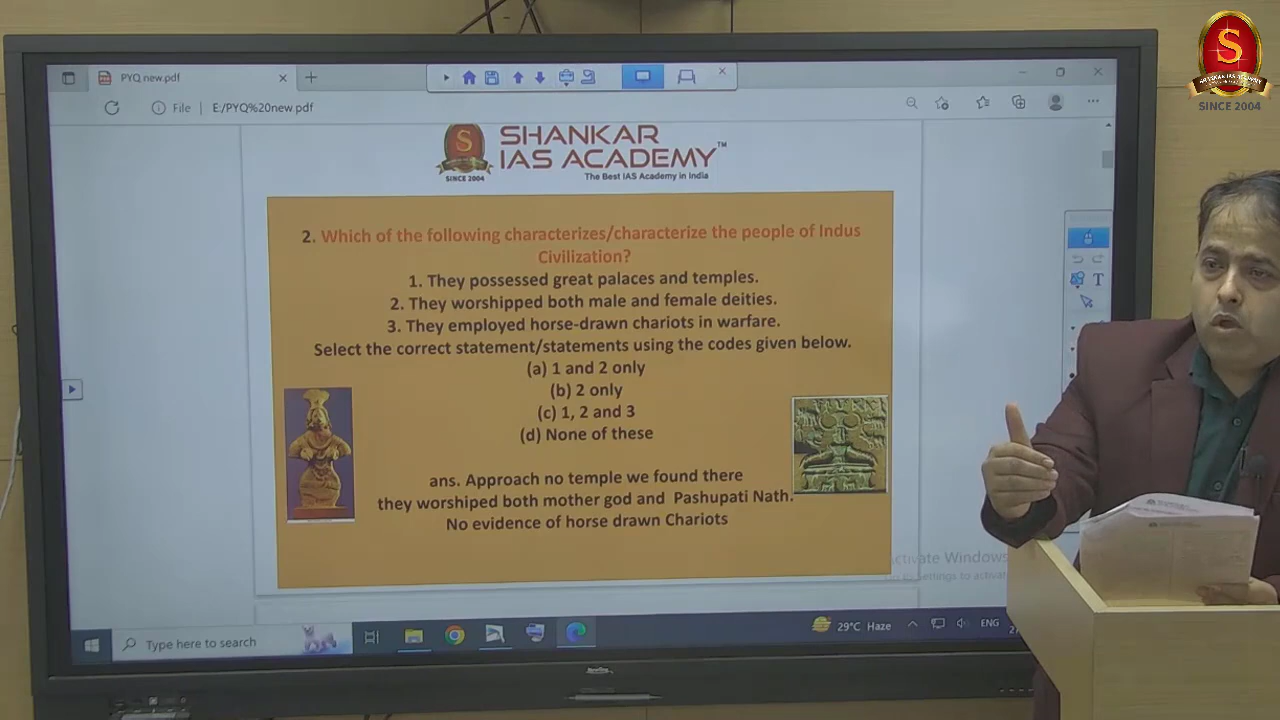 PYQ new.pdf
File
E:/PYQ%20new.pdf
S
SINCE 2004
SHANKAR
IAS ACADEMY™
The Best IAS Academy in India
SINCE 2004
2. Which of the following characterizes/characterize the people of Indus
Civilization?
1. They possessed great palaces and temples.
2. They worshipped both male and female deities.
3. They employed horse-drawn chariots in warfare.
Select the correct statement/statements using the codes given below.
(a) 1 and 2 only
(b) 2 only
(c) 1, 2 and 3
(d) None of these
ans. Approach no temple we found there
they worshiped both mother god and Pashupati Nath.
No evidence of horse drawn Chariots
T
Windows
Settings to
Type here to search
29°C Haze
ENG